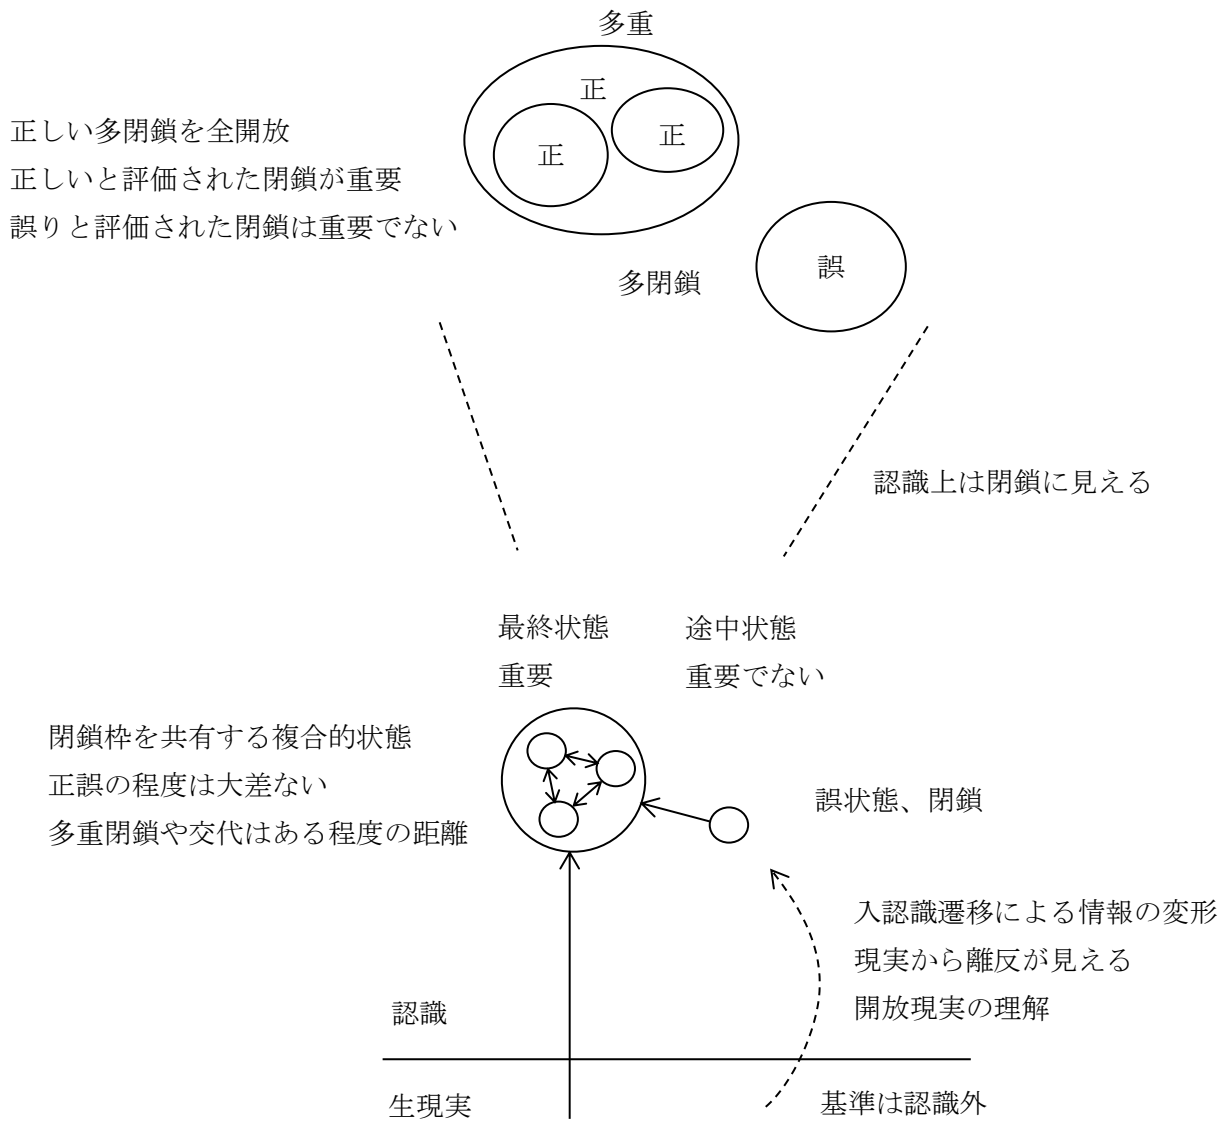 多重
正
正
正
正しい多閉鎖を全開放
正しいと評価された閉鎖が重要
誤りと評価された閉鎖は重要でない
誤
多閉鎖
認識上は閉鎖に見える
最終状態
重要
途中状態
重要でない
閉鎖枠を共有する複合的状態
正誤の程度は大差ない
多重閉鎖や交代はある程度の距離
誤状態、閉鎖
入認識遷移による情報の変形
現実から離反が見える
開放現実の理解
認識
生現実
基準は認識外